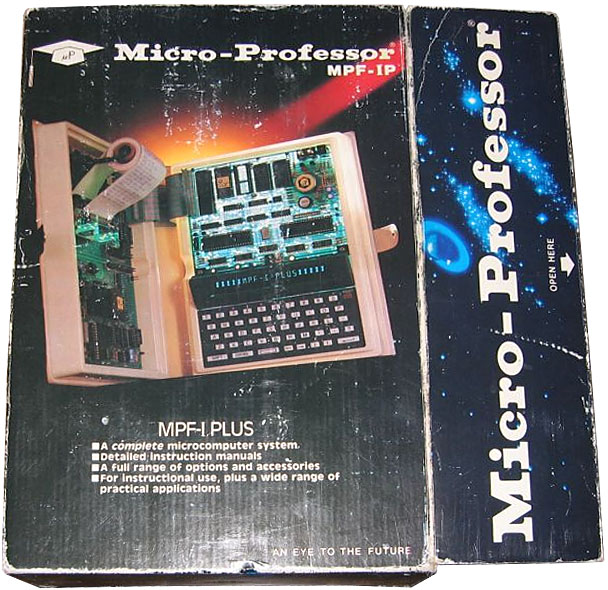 µP
Micro-Professor®
MPF-IP
MPF-I-PLUS
MPF-I PLUS
■A complete microcomputer system.
■Detailed instruction manuals
■A full range of options and accessories
■For instructional use, plus a wide range of
practical applications
AN EYE TO THE FUTURE
Micro-Professor®
OPEN HERE